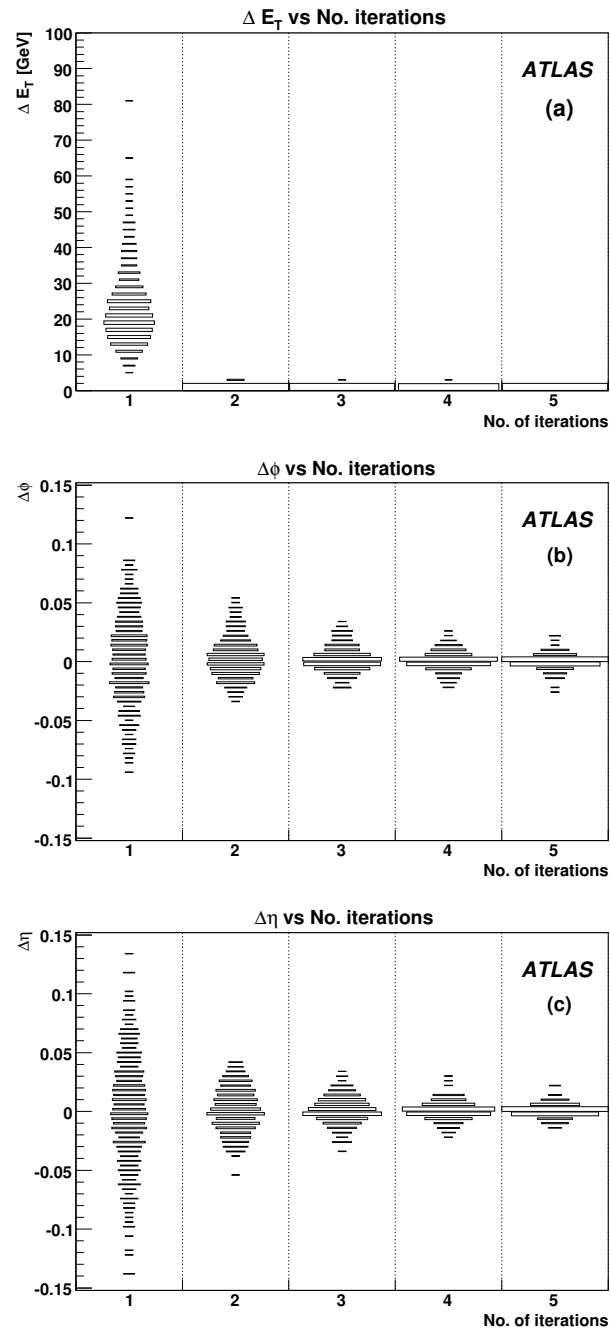 Δ E_T vs No. iterations
Δ E_T [GeV]
100
90
80
70
60
50
40
30
20
10
0
ATLAS
(a)
1 2 3 4 5
No. of iterations
Δϕ vs No. iterations
Δϕ
0.15
0.1
0.05
0
-0.05
-0.1
-0.15
ATLAS
(b)
1 2 3 4 5
No. of iterations
Δη vs No. iterations
Δη
0.15
0.1
0.05
0
-0.05
-0.1
-0.15
ATLAS
(c)
1 2 3 4 5
No. of iterations